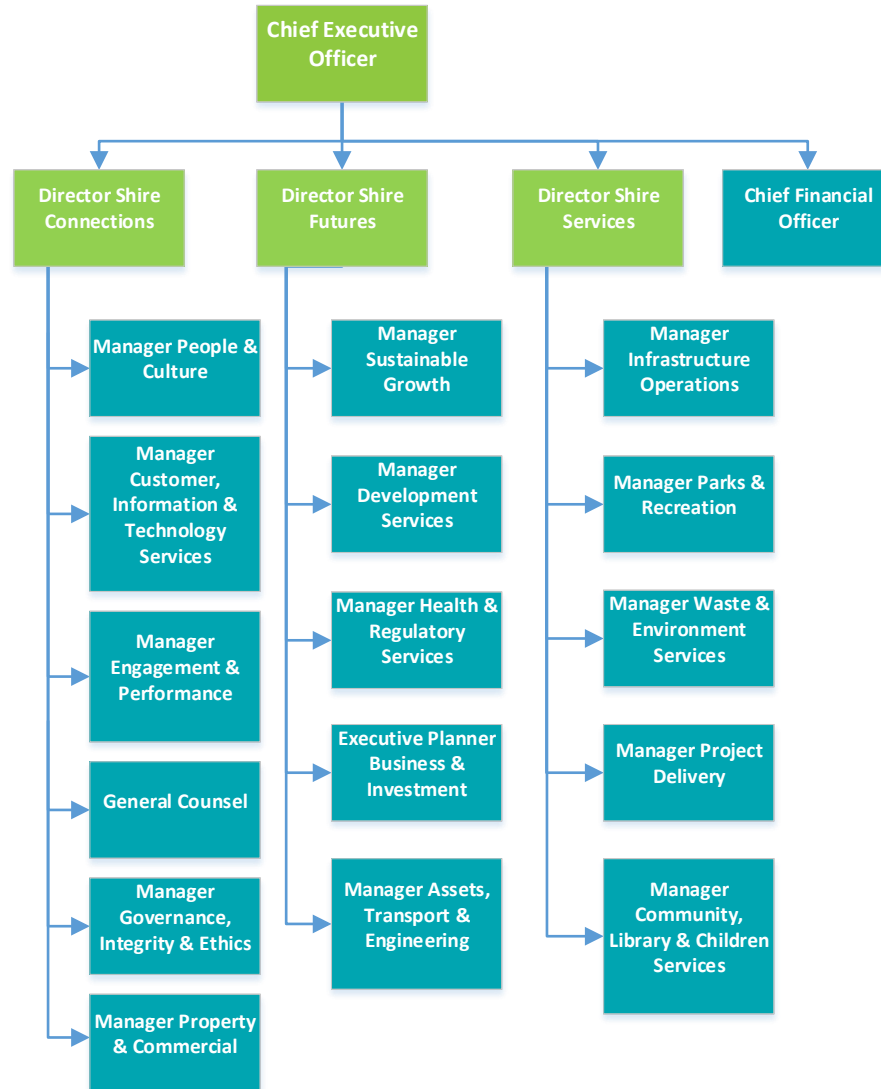 Chief Executive
Officer
Director Shire
Connections
Director Shire
Futures
Director Shire
Services
Chief Financial
Officer
Manager People &
Culture
Manager
Customer,
Information &
Technology
Services
Manager
Engagement &
Performance
General Counsel
Manager
Governance,
Integrity & Ethics
Manager Property
& Commercial
Manager
Sustainable
Growth
Manager
Development
Services
Manager Health &
Regulatory
Services
Executive Planner
Business &
Investment
Manager Assets,
Transport &
Engineering
Manager
Infrastructure
Operations
Manager Parks &
Recreation
Manager Waste &
Environment
Services
Manager Project
Delivery
Manager
Community,
Library & Children
Services